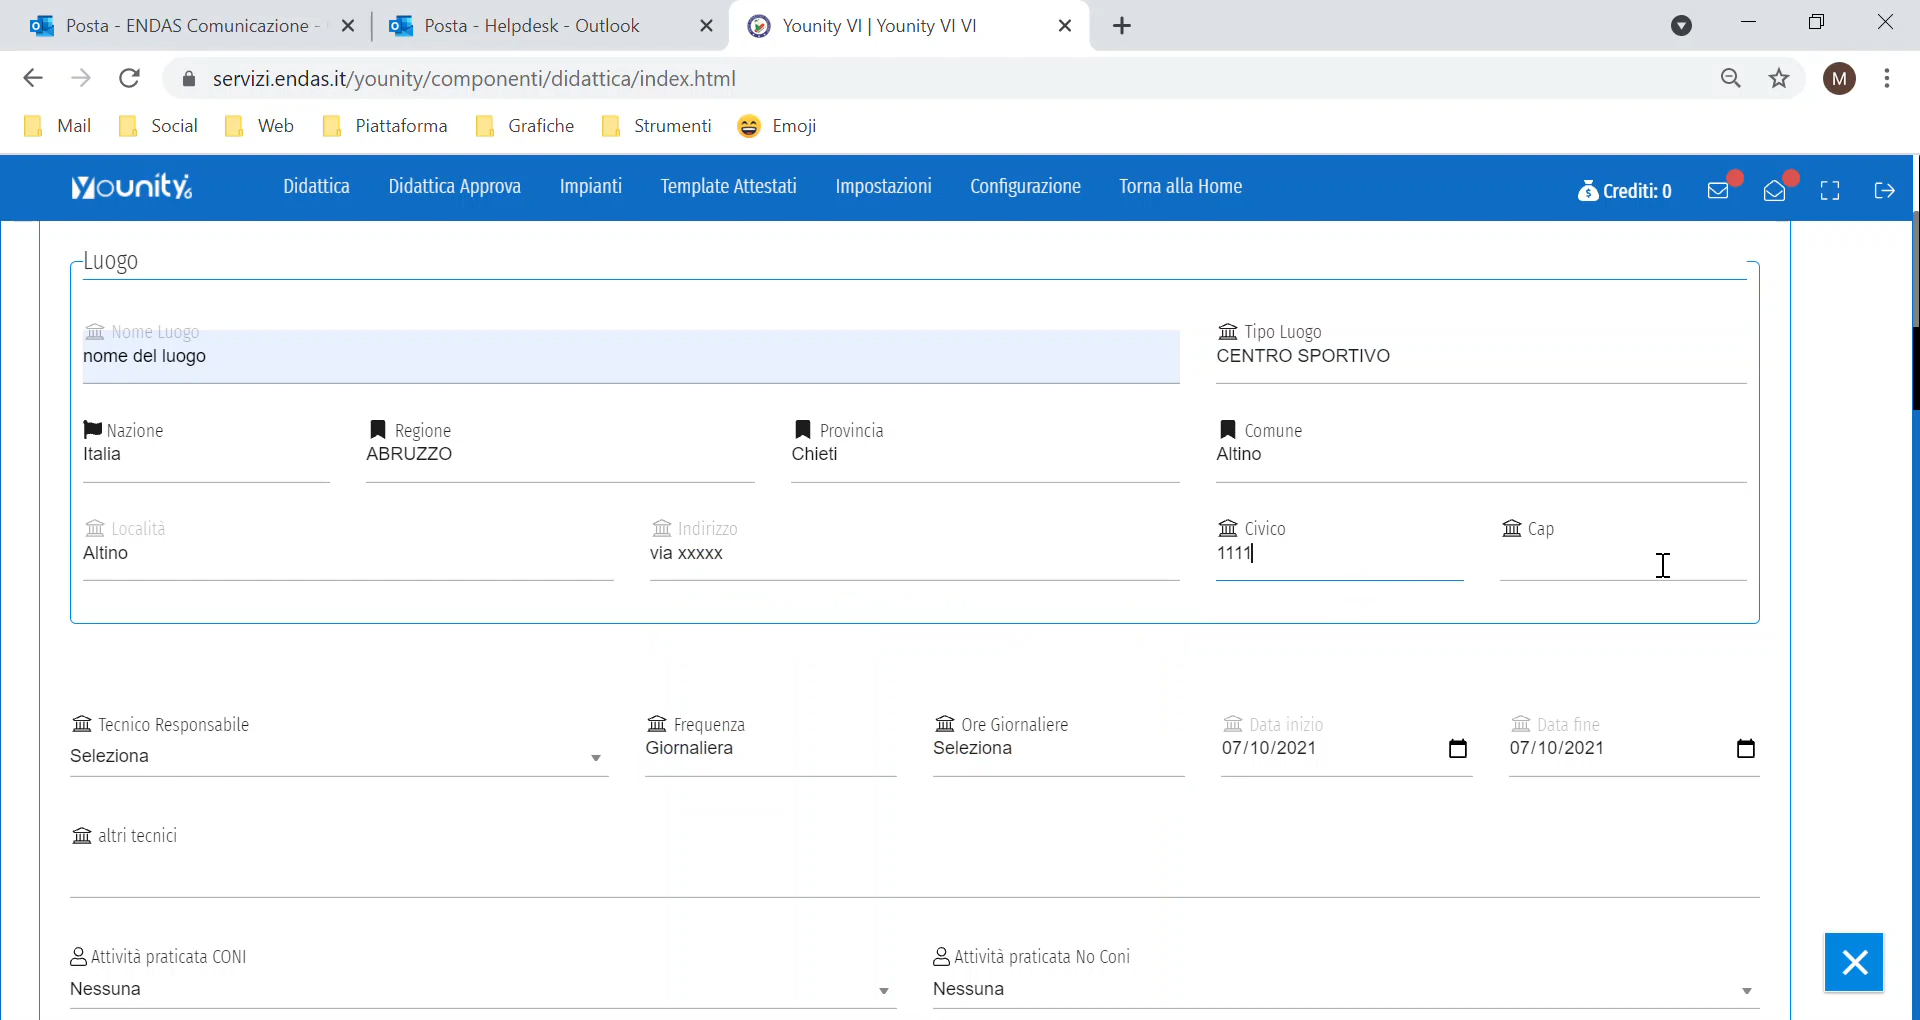 Posta - ENDAS Comunicazione -
Posta - Helpdesk - Outlook
Younity VI | Younity VI VI
servizi.endas.it/younity/componenti/didattica/index.html
M
Mail
Social
Web
Piattaforma
Grafiche
Strumenti
Emoji
Younity6
Didattica
Didattica Approva
Impianti
Template Attestati
Impostazioni
Configurazione
Torna alla Home
Crediti: 0
Luogo
Nome Luogo
Tipo Luogo
nome del luogo
CENTRO SPORTIVO
Nazione
Regione
Provincia
Comune
Italia
ABRUZZO
Chieti
Altino
Località
Indirizzo
Civico
Cap
Altino
via xxxxx
1111
Tecnico Responsabile
Frequenza
Ore Giornaliere
Data inizio
Data fine
Seleziona
Giornaliera
Seleziona
07/10/2021
07/10/2021
altri tecnici
Attività praticata CONI
Attività praticata No Coni
Nessuna
Nessuna